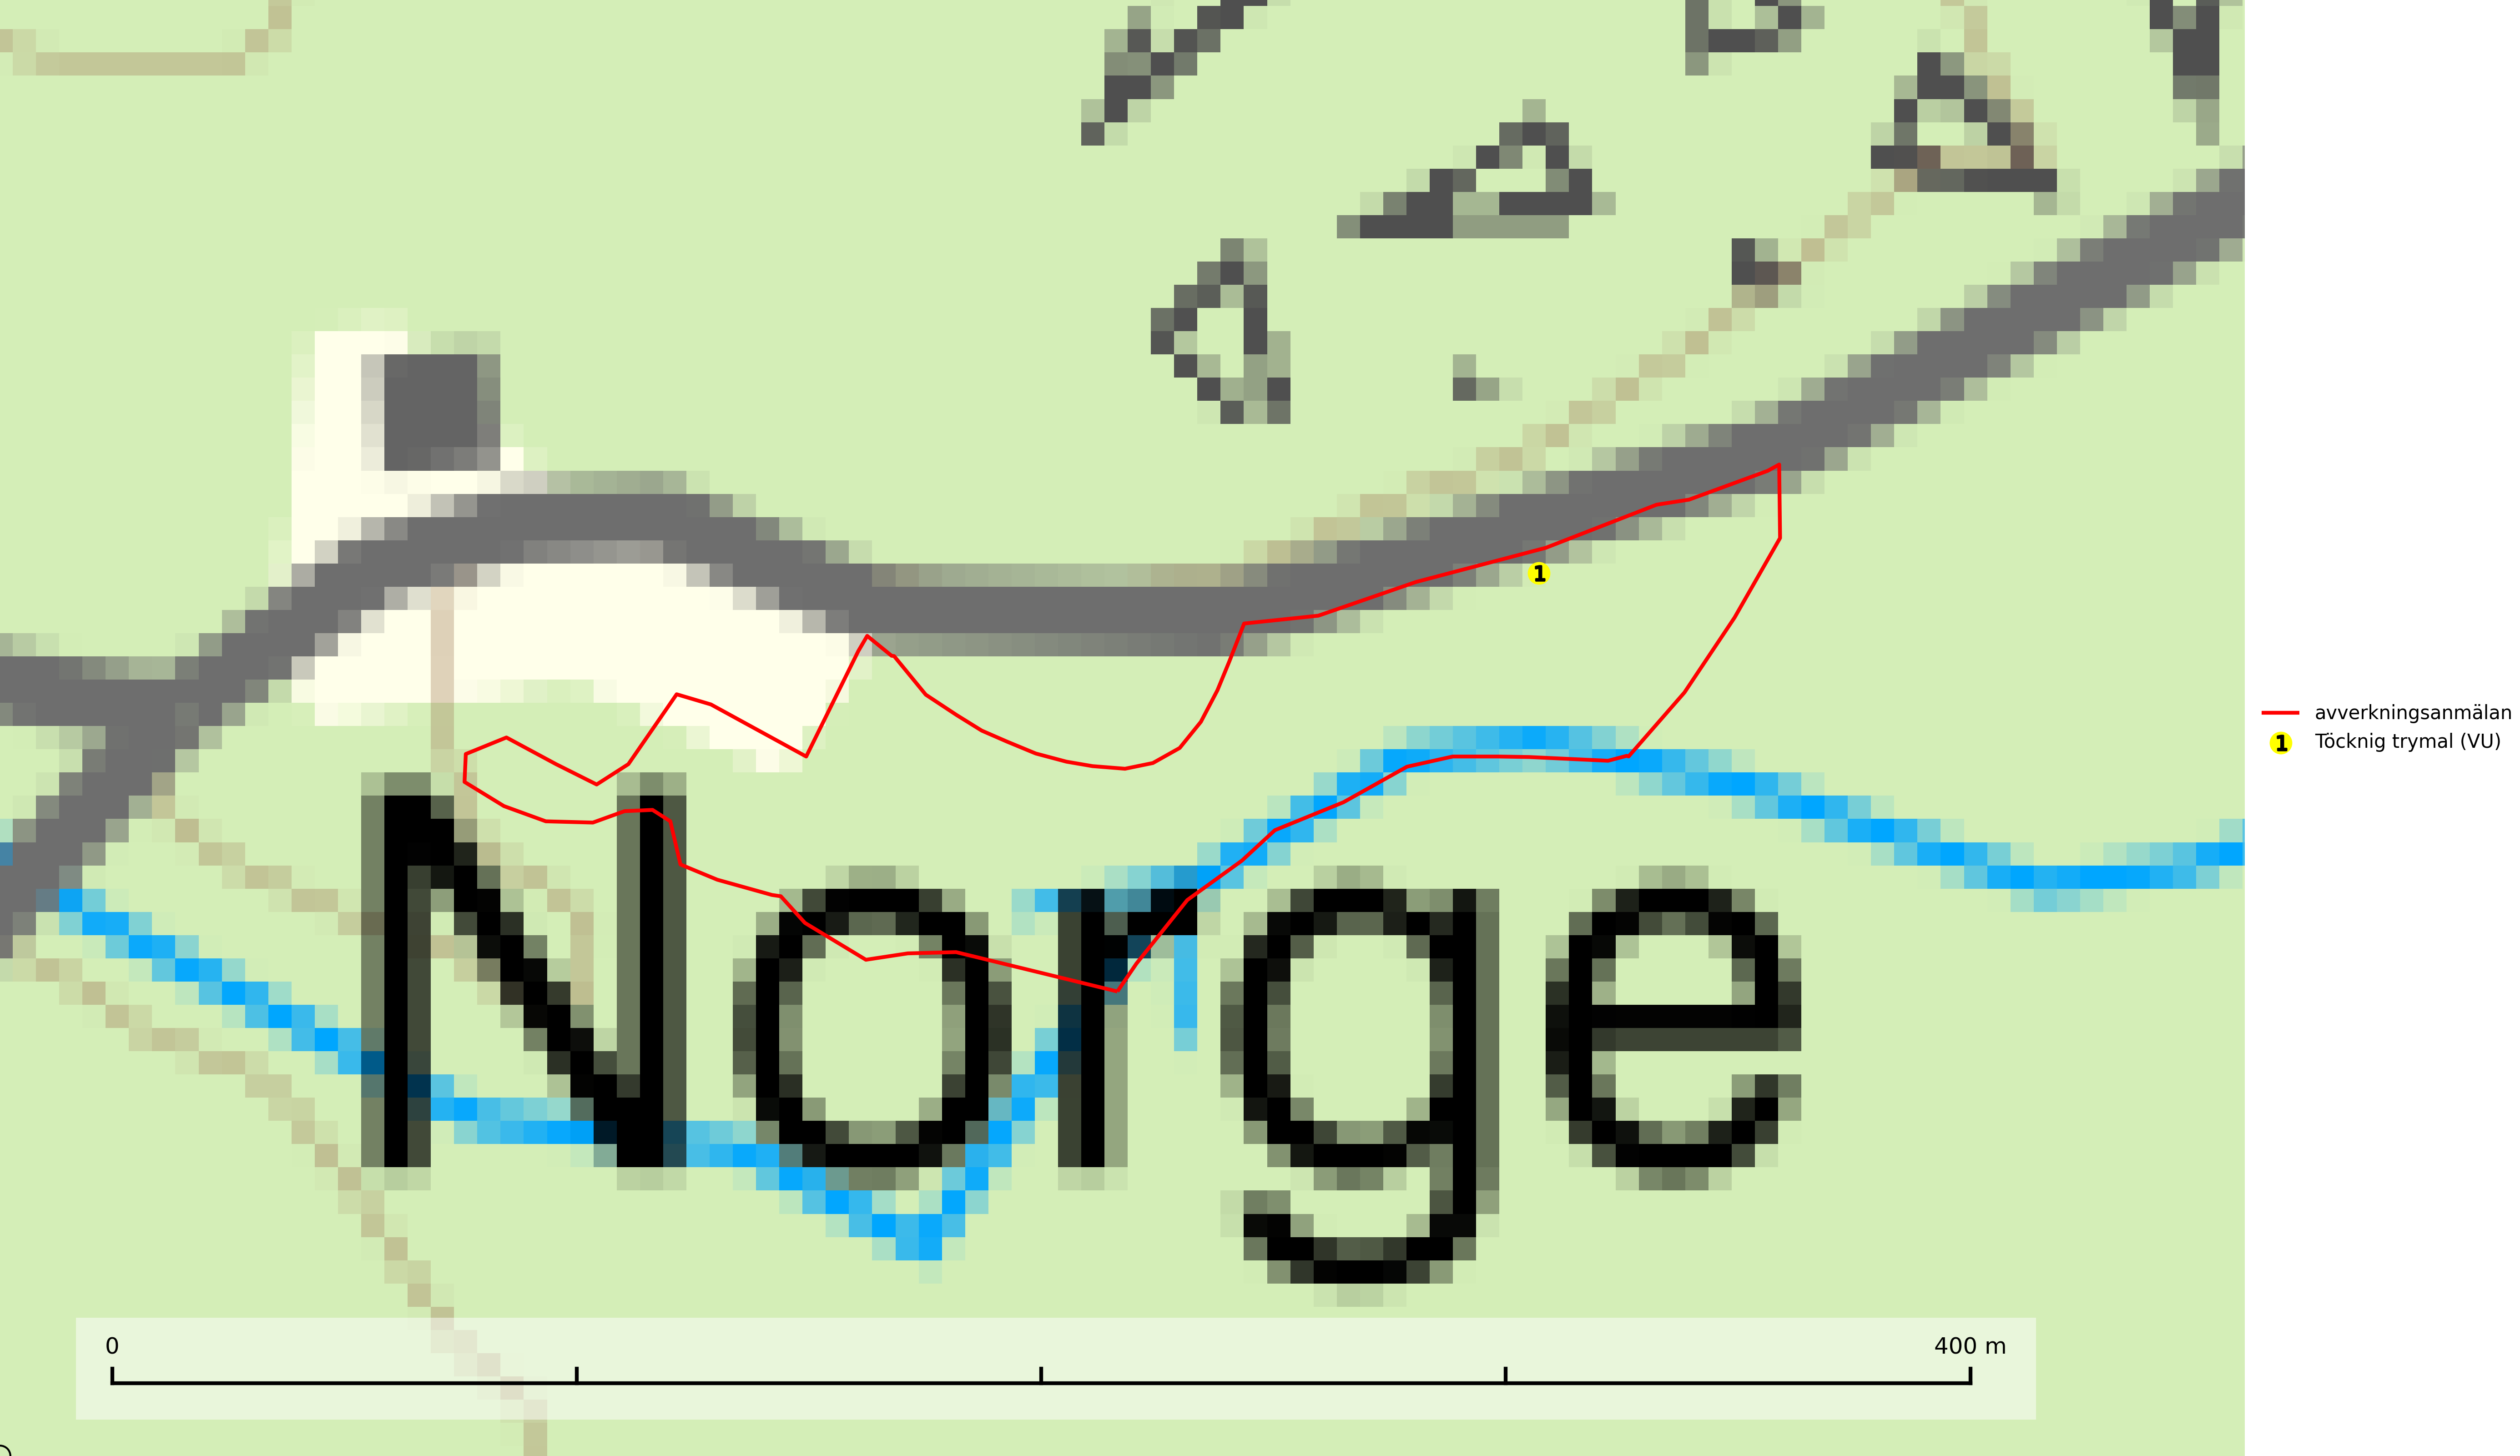 1
Norge
0 400 m
avverkningsanmälan
1 Töcknig trymal (VU)